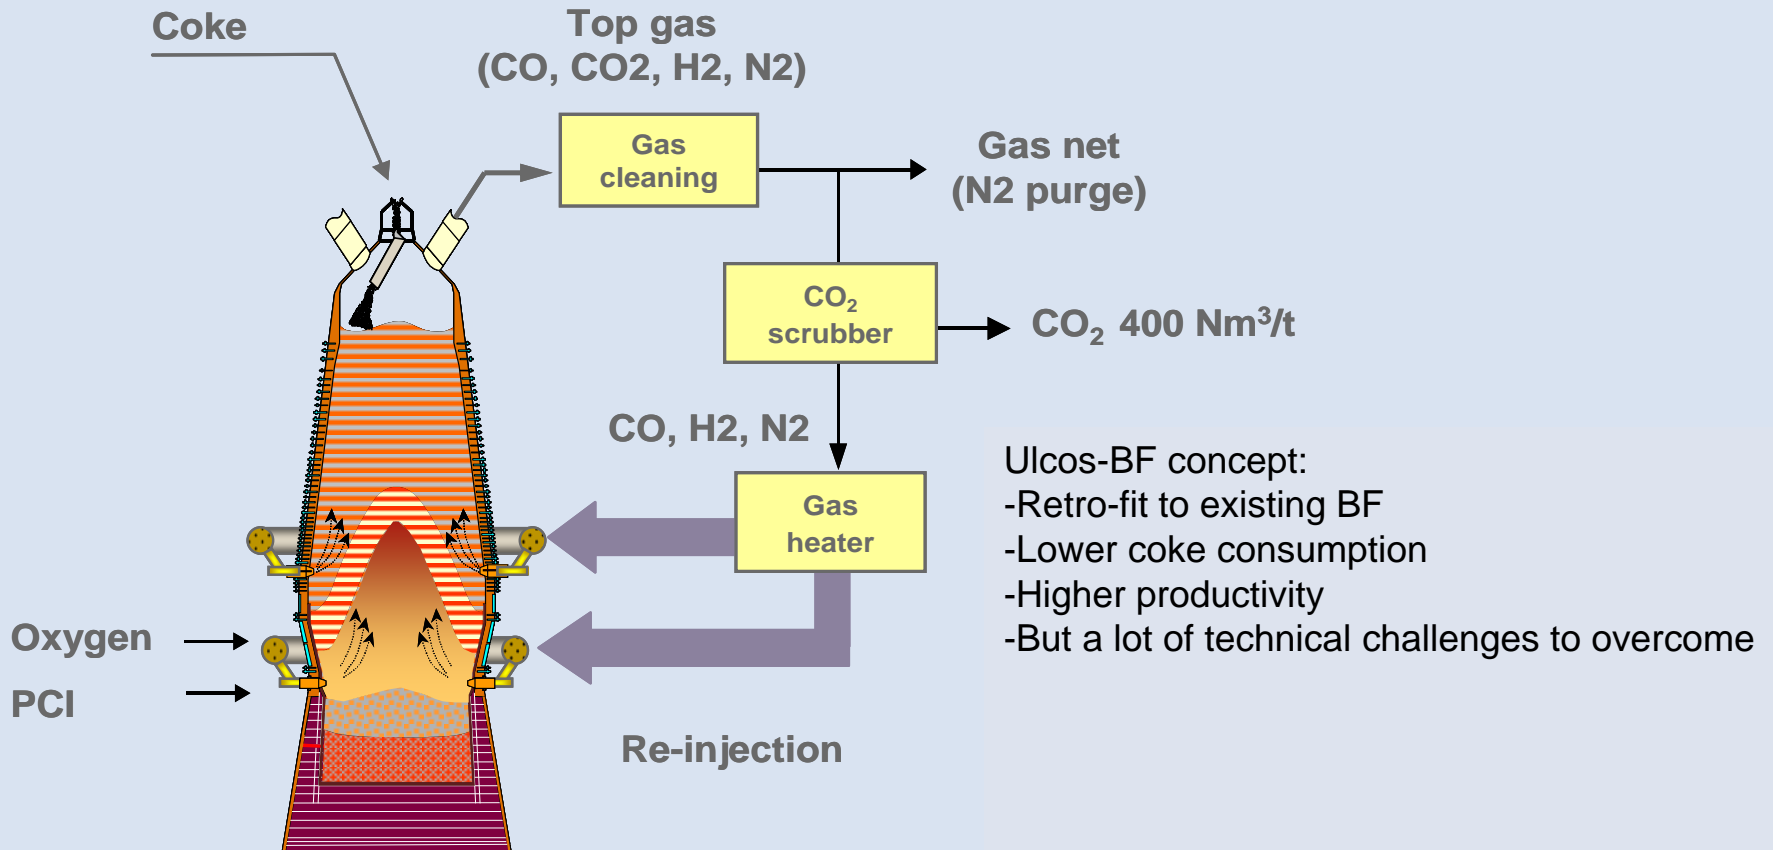 Coke
Top gas
(CO, CO2, H2, N2)
Gas
cleaning
Gas net
(N2 purge)
CO₂
scrubber
CO₂ 400 Nm³/t
CO, H2, N2
Gas
heater
Ulcos-BF concept:
-Retro-fit to existing BF
-Lower coke consumption
-Higher productivity
-But a lot of technical challenges to overcome
Oxygen
PCI
Re-injection